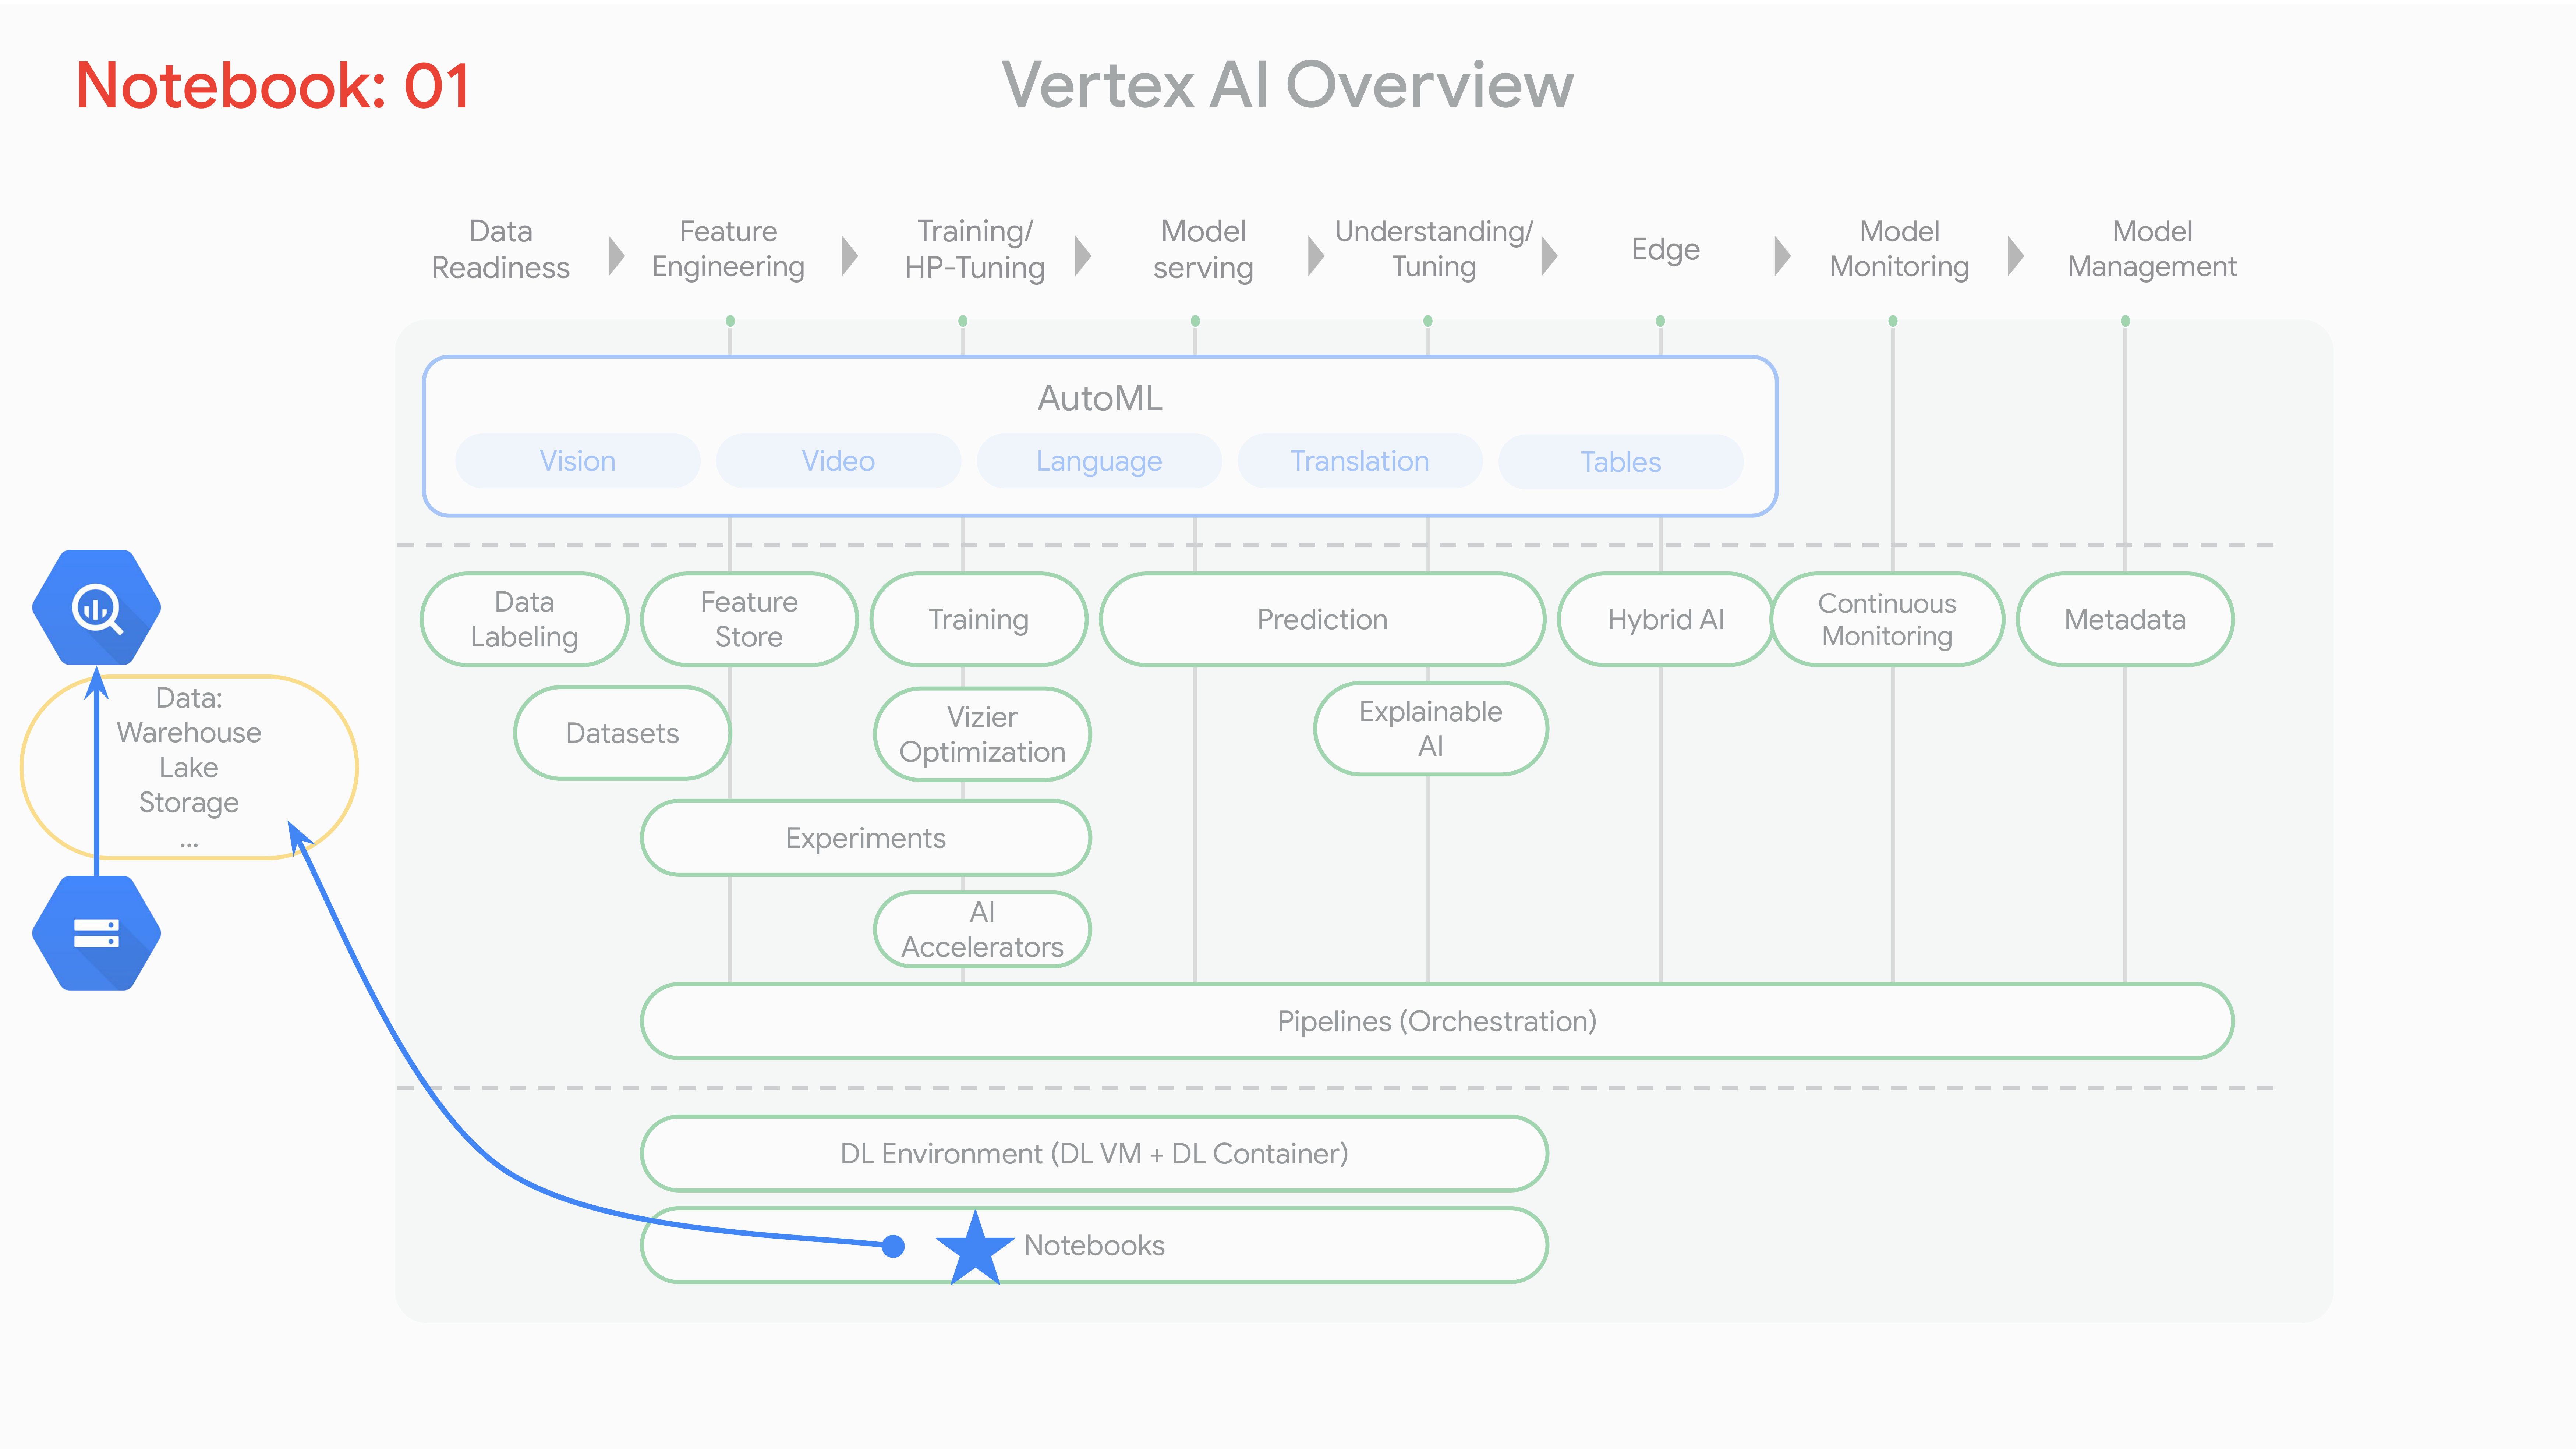 Notebook: 01
Vertex AI Overview
Data
Readiness
Feature
Engineering
Training/
HP-Tuning
Model
serving
Understanding/
Tuning
Edge
Model
Monitoring
Model
Management
AutoML
Vision
Video
Language
Translation
Tables
Data
Labeling
Feature
Store
Training
Prediction
Hybrid AI
Continuous
Monitoring
Metadata
Data:
Warehouse
Lake
Storage
...
Datasets
Vizier
Optimization
Explainable
AI
Experiments
AI
Accelerators
Pipelines (Orchestration)
DL Environment (DL VM + DL Container)
Notebooks